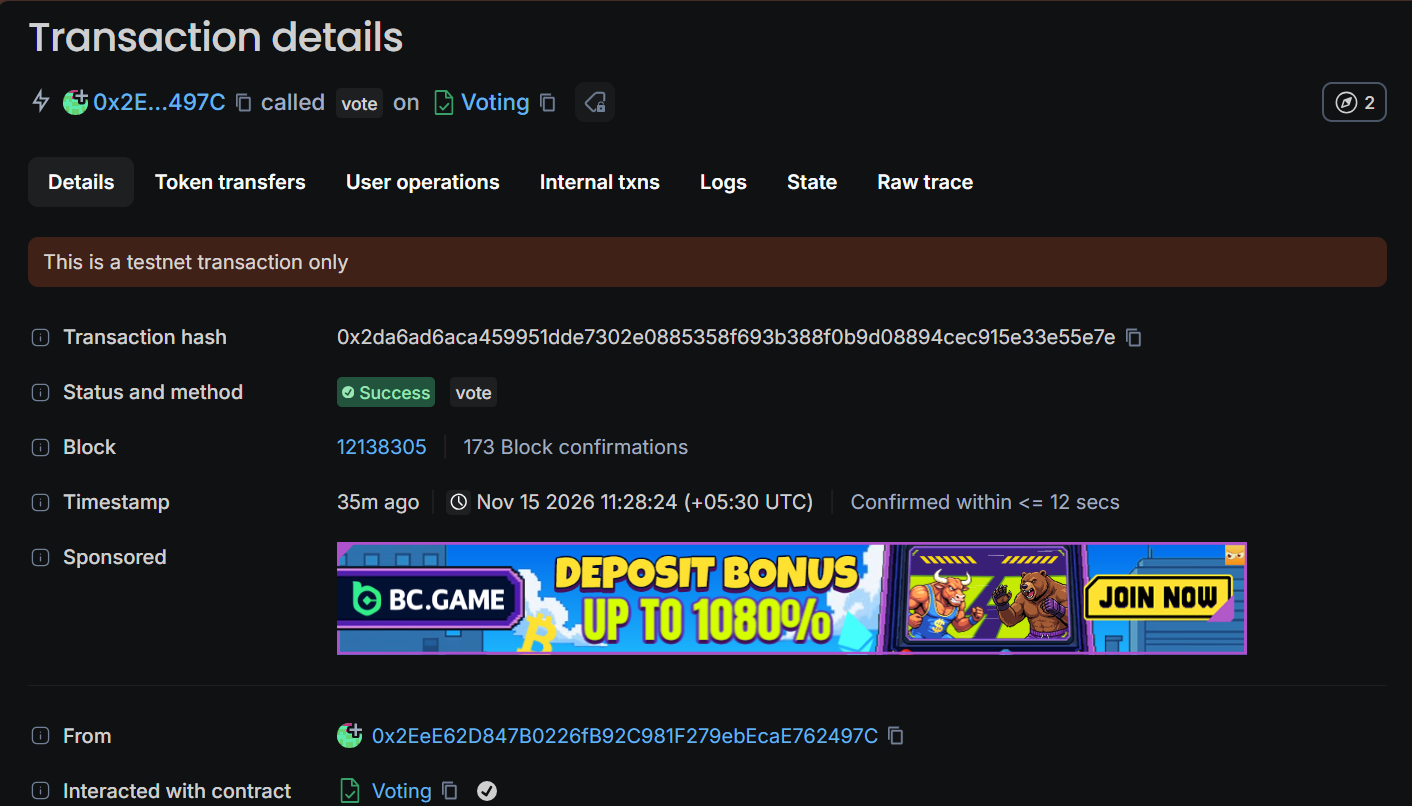 Transaction details
0x2E...497C called vote on Voting
2
Details Token transfers User operations Internal txns Logs State Raw trace
This is a testnet transaction only
Transaction hash 0x2da6ad6aca459951dde7302e0885358f693b388f0b9d08894cec915e33e55e7e
Status and method Success vote
Block 12138305 173 Block confirmations
Timestamp 35m ago Nov 15 2026 11:28:24 (+05:30 UTC) Confirmed within <= 12 secs
Sponsored
BC.GAME
DEPOSIT BONUS
UP TO 1080%
JOIN NOW
From 0x2EeE62D847B0226fB92C981F279ebEcaE762497C
Interacted with contract Voting